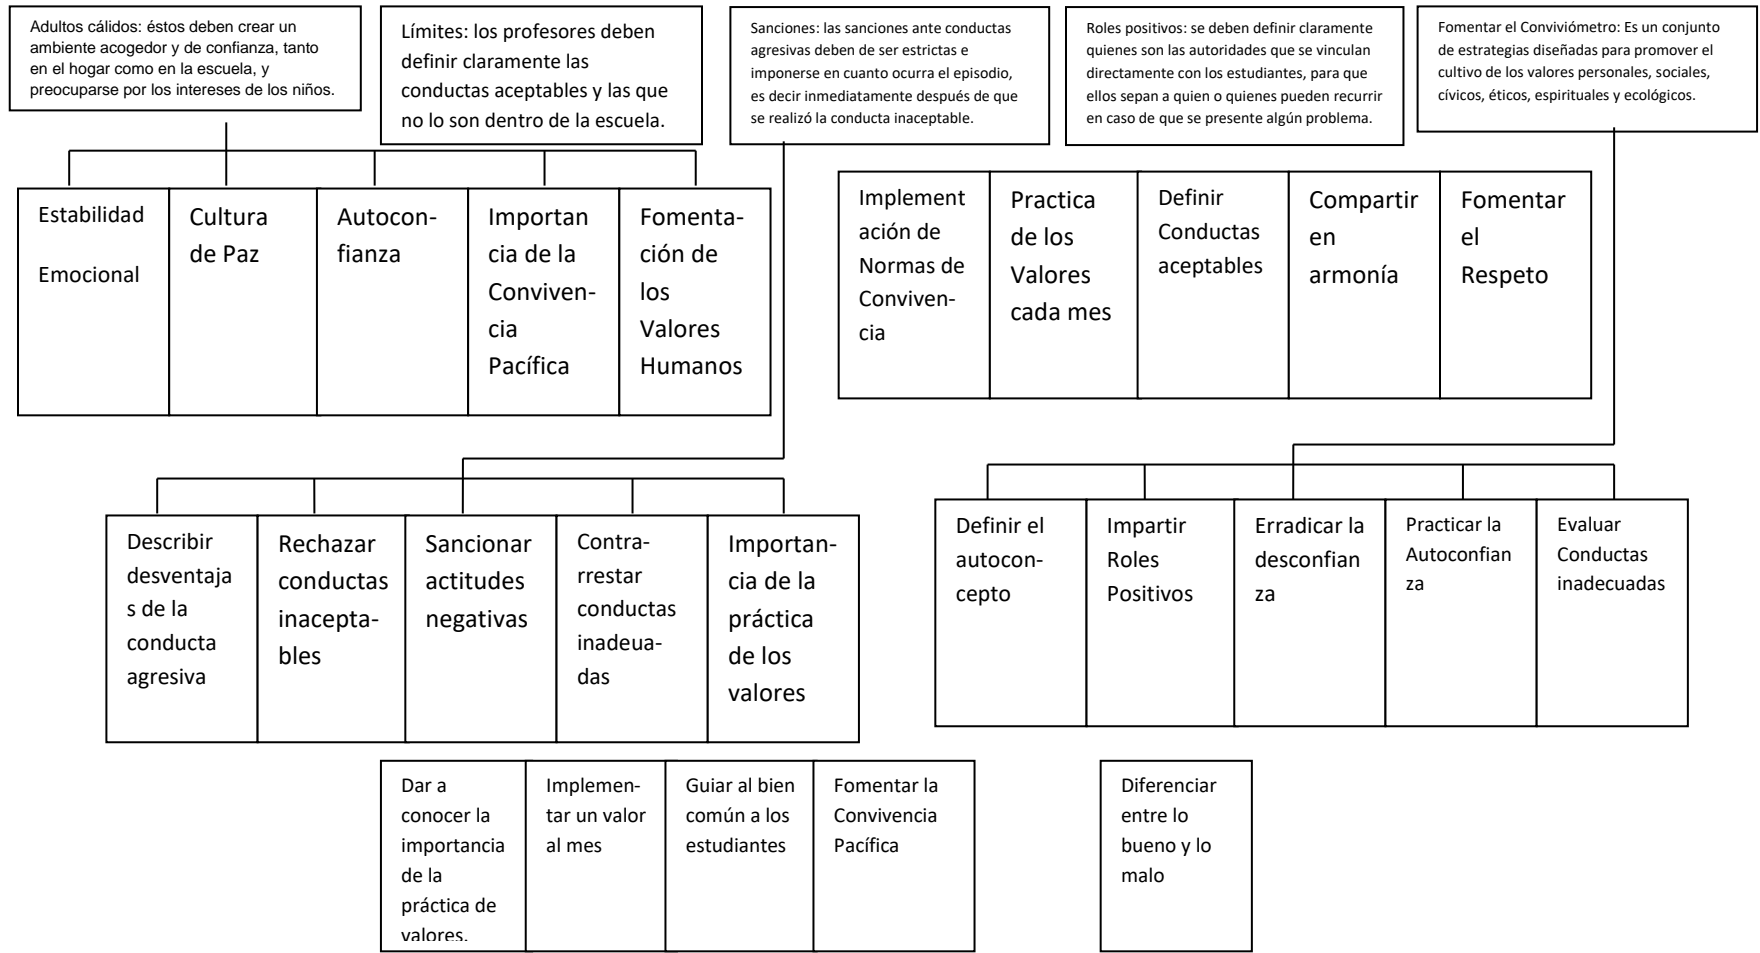 Adultos cálidos: éstos deben crear un
ambiente acogedor y de confianza, tanto
en el hogar como en la escuela, y
preocuparse por los intereses de los niños.
Límites: los profesores deben
definir claramente las
conductas aceptables y las que
no lo son dentro de la escuela.
Sanciones: las sanciones ante conductas
agresivas deben de ser estrictas e
imponerse en cuanto ocurra el episodio,
es decir inmediatamente después de que
se realizó la conducta inaceptable.
Roles positivos: se deben definir claramente
quienes son las autoridades que se vinculan
directamente con los estudiantes, para que
ellos sepan a quien o quienes pueden recurrir
en caso de que se presente algún problema.
Fomentar el Conviviómetro: Es un conjunto
de estrategias diseñadas para promover el
cultivo de los valores personales, sociales,
cívicos, éticos, espirituales y ecológicos.
Estabilidad
Emocional
Cultura
de Paz
Autocon-
fianza
Importan
cia de la
Conviven-
cia
Pacífica
Fomenta-
ción de
los
Valores
Humanos
Implement
ación de
Normas de
Conviven-
cia
Practica
de los
Valores
cada mes
Definir
Conductas
aceptables
Compartir
en
armonía
Fomentar
el
Respeto
Describir
desventaja
s de la
conducta
agresiva
Rechazar
conductas
inacepta-
bles
Sancionar
actitudes
negativas
Contra-
rrestar
conductas
inadeua-
das
Importan-
cia de la
práctica
de los
valores
Definir el
autocon-
cepto
Impartir
Roles
Positivos
Erradicar la
desconfian
za
Practicar la
Autoconfian
za
Evaluar
Conductas
inadecuadas
Dar a
conocer la
importancia
de la
práctica de
valores.
Implemen-
tar un valor
al mes
Guiar al bien
común a los
estudiantes
Fomentar la
Convivencia
Pacífica
Diferenciar
entre lo
bueno y lo
malo